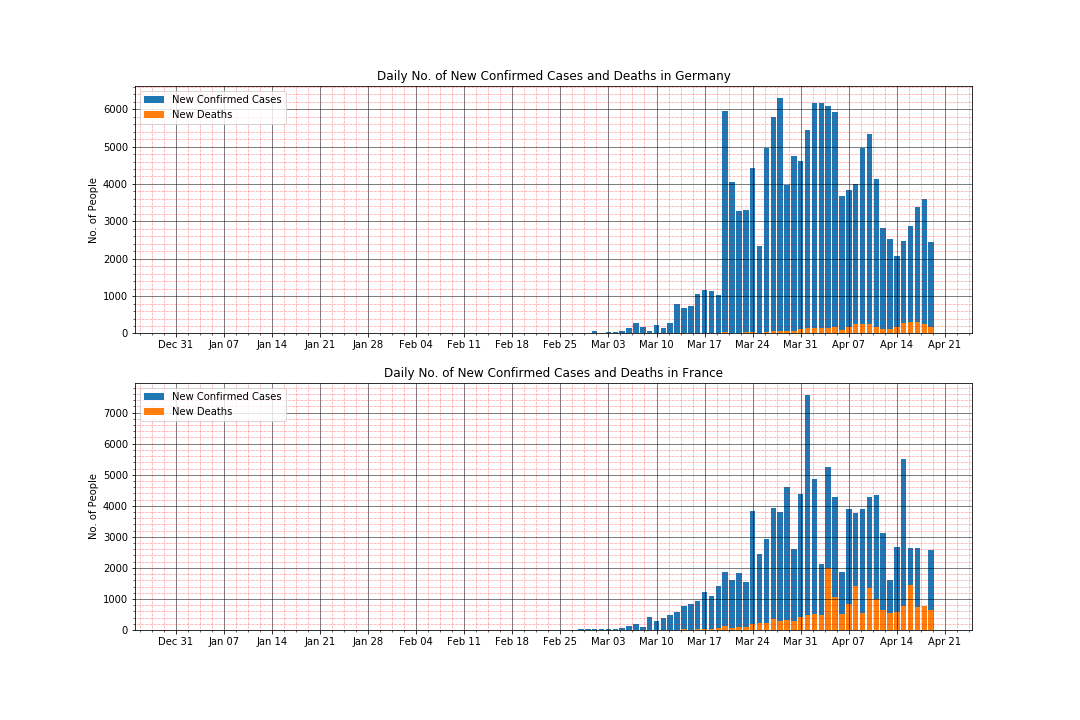 Daily No. of New Confirmed Cases and Deaths in Germany
New Confirmed Cases
New Deaths
No. of People
6000
5000
4000
3000
2000
1000
0
Dec 31 Jan 07 Jan 14 Jan 21 Jan 28 Feb 04 Feb 11 Feb 18 Feb 25 Mar 03 Mar 10 Mar 17 Mar 24 Mar 31 Apr 07 Apr 14 Apr 21
Daily No. of New Confirmed Cases and Deaths in France
New Confirmed Cases
New Deaths
No. of People
7000
6000
5000
4000
3000
2000
1000
0
Dec 31 Jan 07 Jan 14 Jan 21 Jan 28 Feb 04 Feb 11 Feb 18 Feb 25 Mar 03 Mar 10 Mar 17 Mar 24 Mar 31 Apr 07 Apr 14 Apr 21